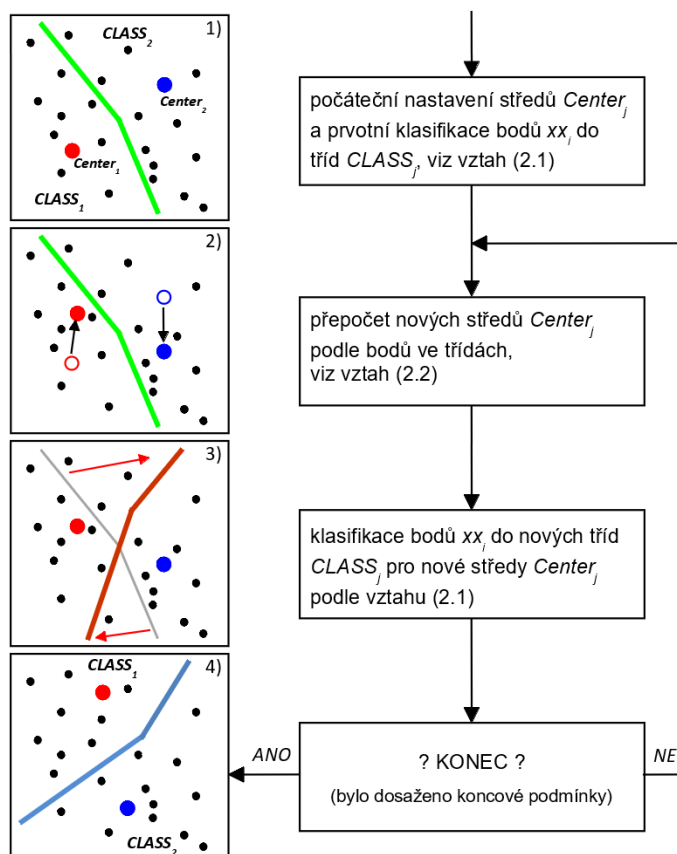 1)
CLASS2
Center2
Center1
CLASS1
2)
3)
4)
CLASS1
CLASS2
počáteční nastavení středů Centerj
a prvotní klasifikace bodů xxi do
tříd CLASSj, viz vztah (2.1)
přepočet nových středů Centerj
podle bodů ve třídách,
viz vztah (2.2)
klasifikace bodů xxi do nových tříd
CLASSj pro nové středy Centerj
podle vztahu (2.1)
ANO
? KONEC ?
(bylo dosaženo koncové podmínky)
NE